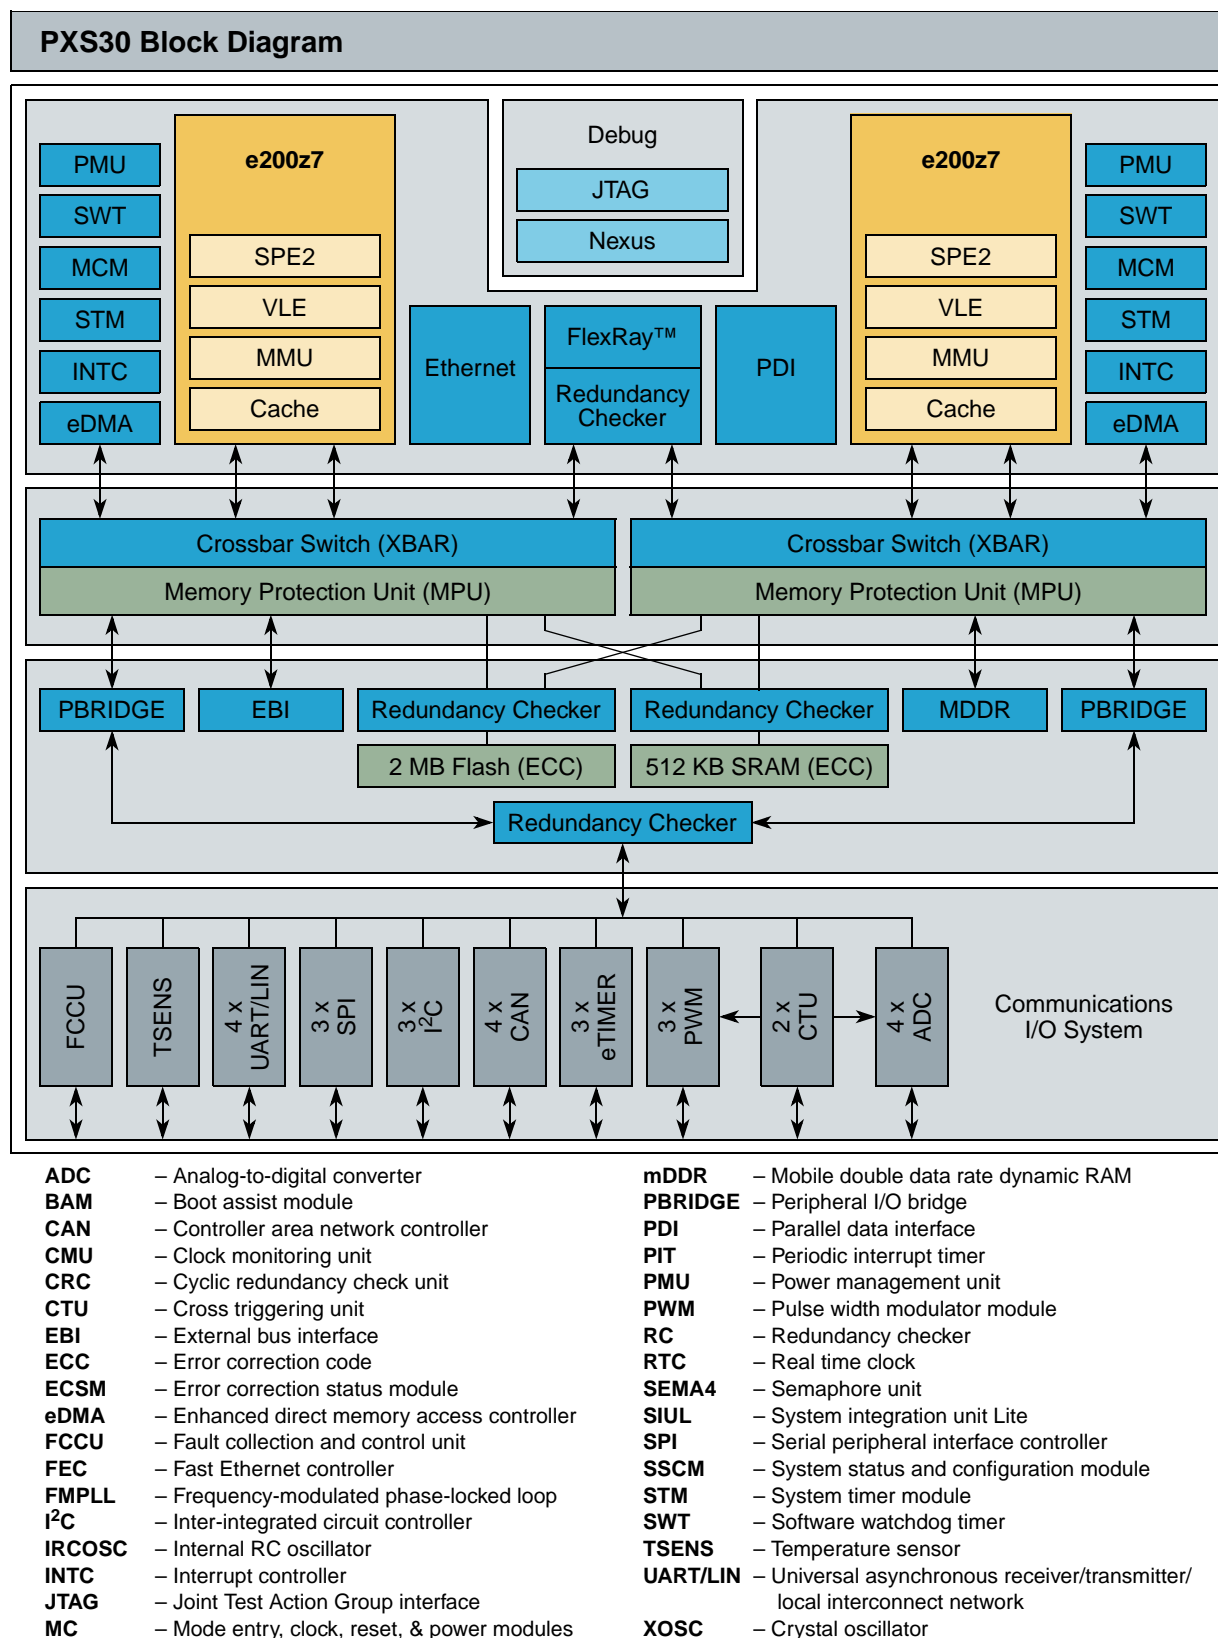 PXS30 Block Diagram
Debug
JTAG
Nexus
PMU
SWT
MCM
STM
INTC
eDMA
e200z7
SPE2
VLE
MMU
Cache
Ethernet
FlexRay™
Redundancy
Checker
PDI
e200z7
SPE2
VLE
MMU
Cache
PMU
SWT
MCM
STM
INTC
eDMA
Crossbar Switch (XBAR)
Memory Protection Unit (MPU)
Crossbar Switch (XBAR)
Memory Protection Unit (MPU)
PBRIDGE
EBI
Redundancy Checker
Redundancy Checker
MDDR
PBRIDGE
2 MB Flash (ECC)
512 KB SRAM (ECC)
Redundancy Checker
FCCU
TSENS
4 x
UART/LIN
3 x
SPI
3 x
I²C
4 x
CAN
3 x
eTIMER
3 x
PWM
2 x
CTU
4 x
ADC
Communications
I/O System
ADC – Analog-to-digital converter
BAM – Boot assist module
CAN – Controller area network controller
CMU – Clock monitoring unit
CRC – Cyclic redundancy check unit
CTU – Cross triggering unit
EBI – External bus interface
ECC – Error correction code
ECSM – Error correction status module
eDMA – Enhanced direct memory access controller
FCCU – Fault collection and control unit
FEC – Fast Ethernet controller
FMPLL – Frequency-modulated phase-locked loop
I²C – Inter-integrated circuit controller
IRCOSC – Internal RC oscillator
INTC – Interrupt controller
JTAG – Joint Test Action Group interface
MC – Mode entry, clock, reset, & power modules
mDDR – Mobile double data rate dynamic RAM
PBRIDGE – Peripheral I/O bridge
PDI – Parallel data interface
PIT – Periodic interrupt timer
PMU – Power management unit
PWM – Pulse width modulator module
RC – Redundancy checker
RTC – Real time clock
SEMA4 – Semaphore unit
SIUL – System integration unit Lite
SPI – Serial peripheral interface controller
SSCM – System status and configuration module
STM – System timer module
SWT – Software watchdog timer
TSENS – Temperature sensor
UART/LIN – Universal asynchronous receiver/transmitter/
local interconnect network
XOSC – Crystal oscillator